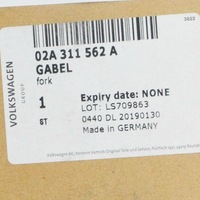 3022
VOLKSWAGEN
GROUP
02A 311 562 A
GABEL
fork
1
ST
Expiry date: NONE
LOT: LS709863
0440 DL 20190130
Made in GERMANY